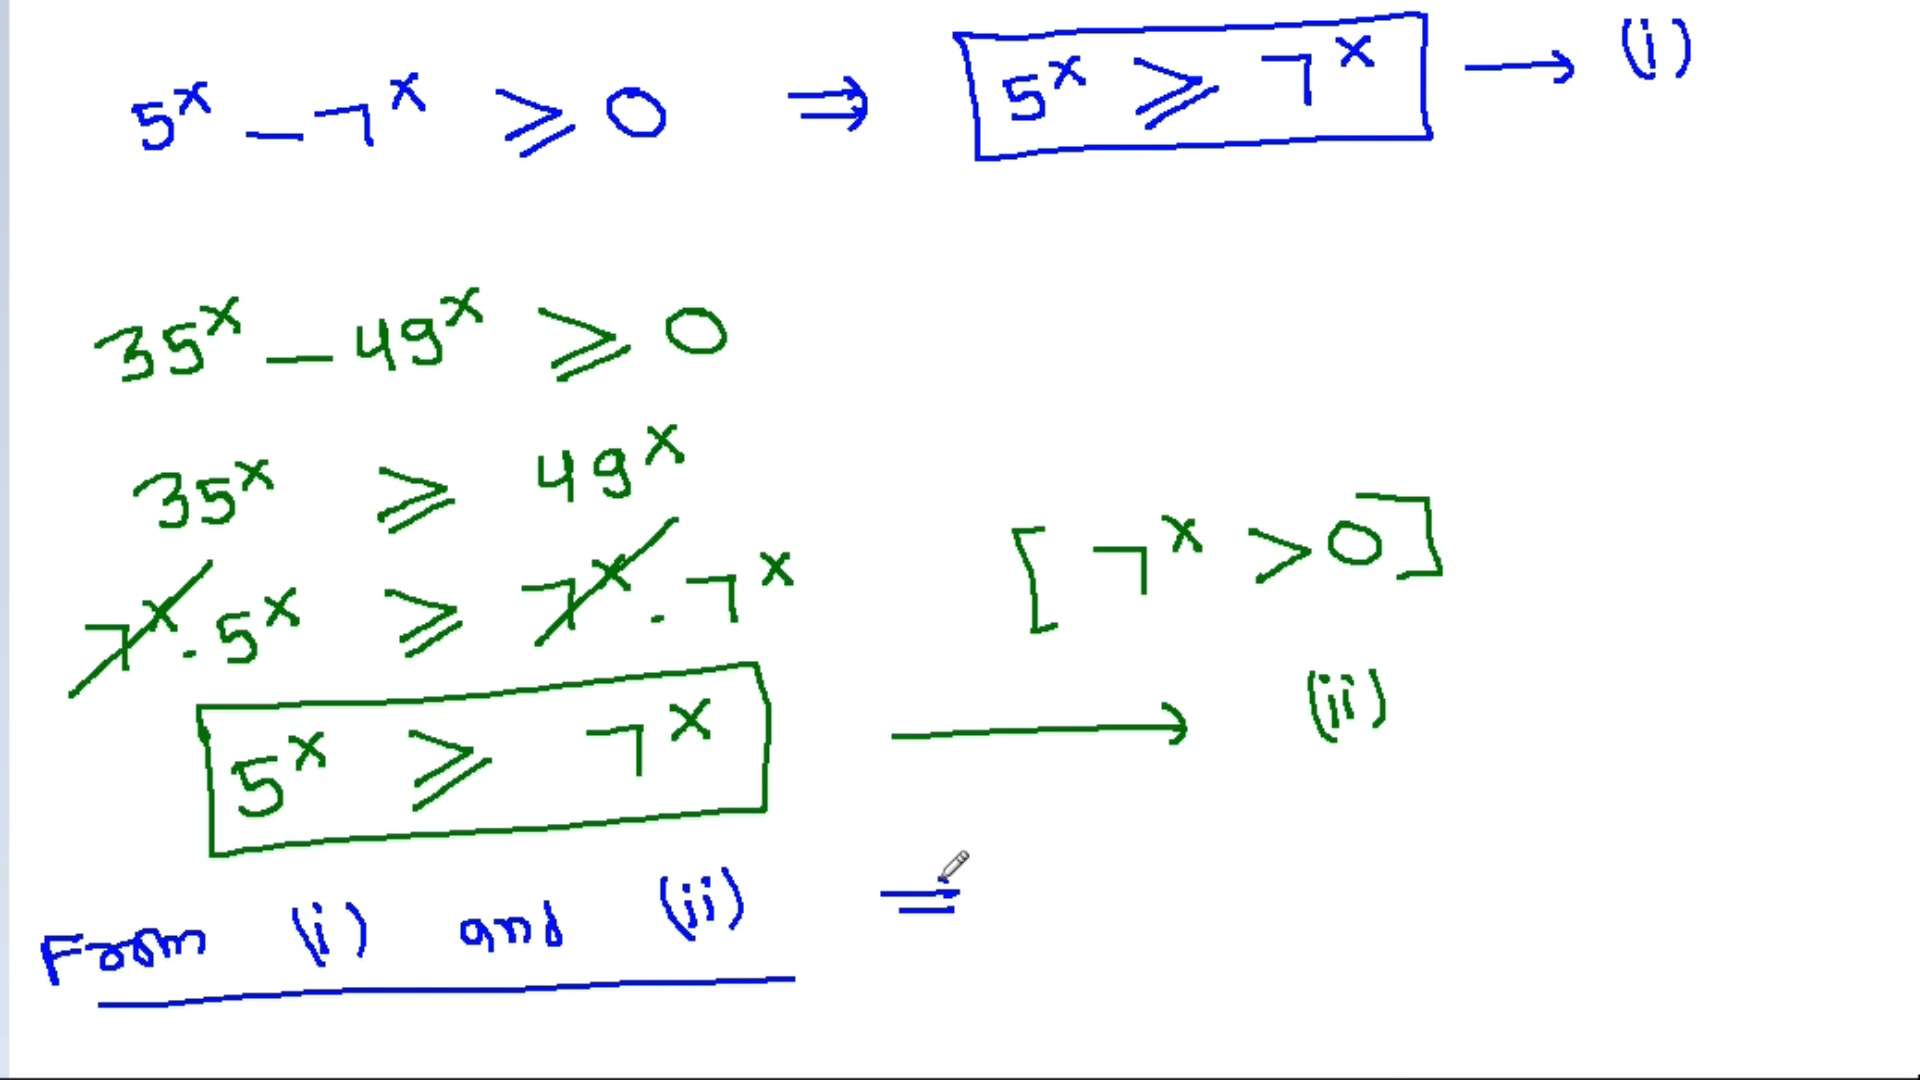 5^x - 7^x ⩾ 0 ⇒ 5^x ⩾ 7^x → (i)
35^x - 49^x ⩾ 0
35^x ⩾ 49^x
7^x . 5^x ⩾ 7^x . 7^x [ 7^x > 0 ]
5^x ⩾ 7^x → (ii)
From (i) and (ii) =